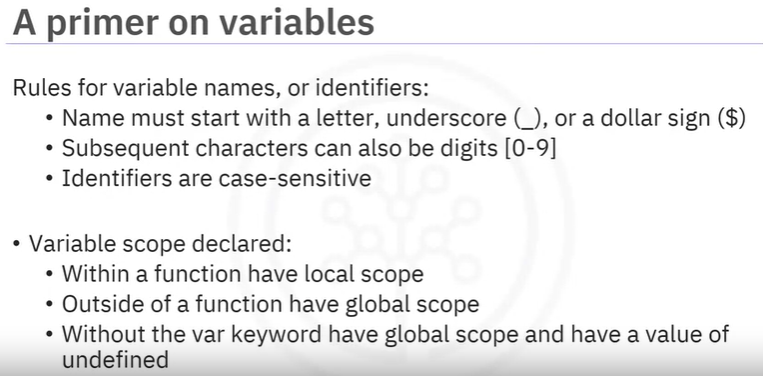 A primer on variables
Rules for variable names, or identifiers:
• Name must start with a letter, underscore (_), or a dollar sign ($)
• Subsequent characters can also be digits [0-9]
• Identifiers are case-sensitive
• Variable scope declared:
• Within a function have local scope
• Outside of a function have global scope
• Without the var keyword have global scope and have a value of
undefined